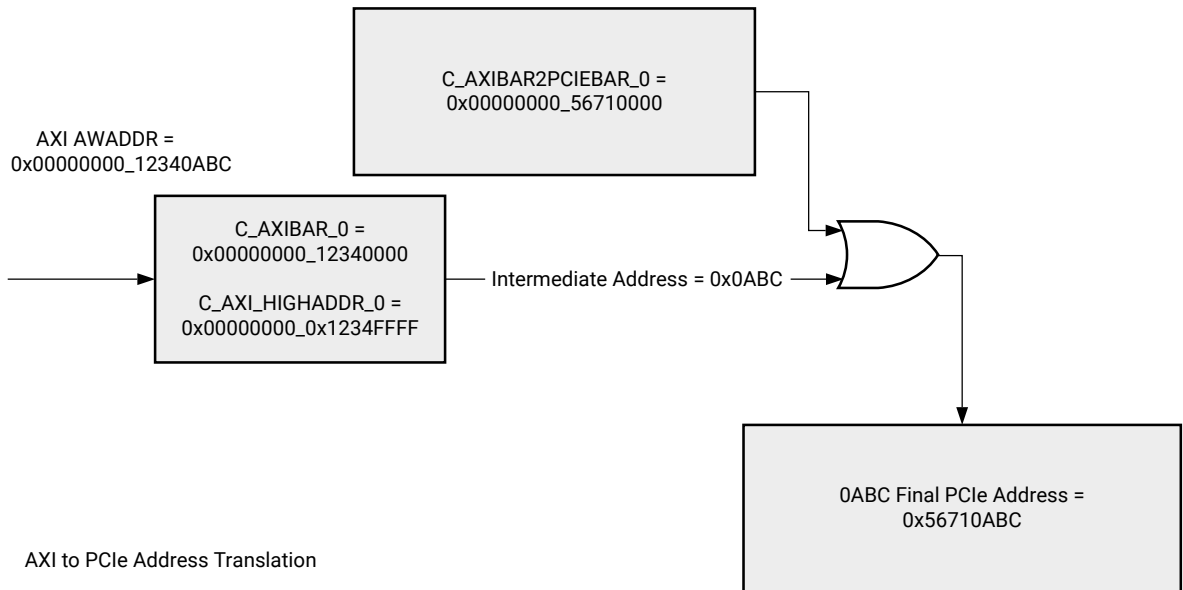 C_AXIBAR2PCIEBAR_0 =
0x00000000_56710000
AXI AWADDR =
0x00000000_12340ABC
C_AXIBAR_0 =
0x00000000_12340000
C_AXI_HIGHADDR_0 =
0x00000000_0x1234FFFF
Intermediate Address = 0x0ABC
0ABC Final PCIe Address =
0x56710ABC
AXI to PCIe Address Translation